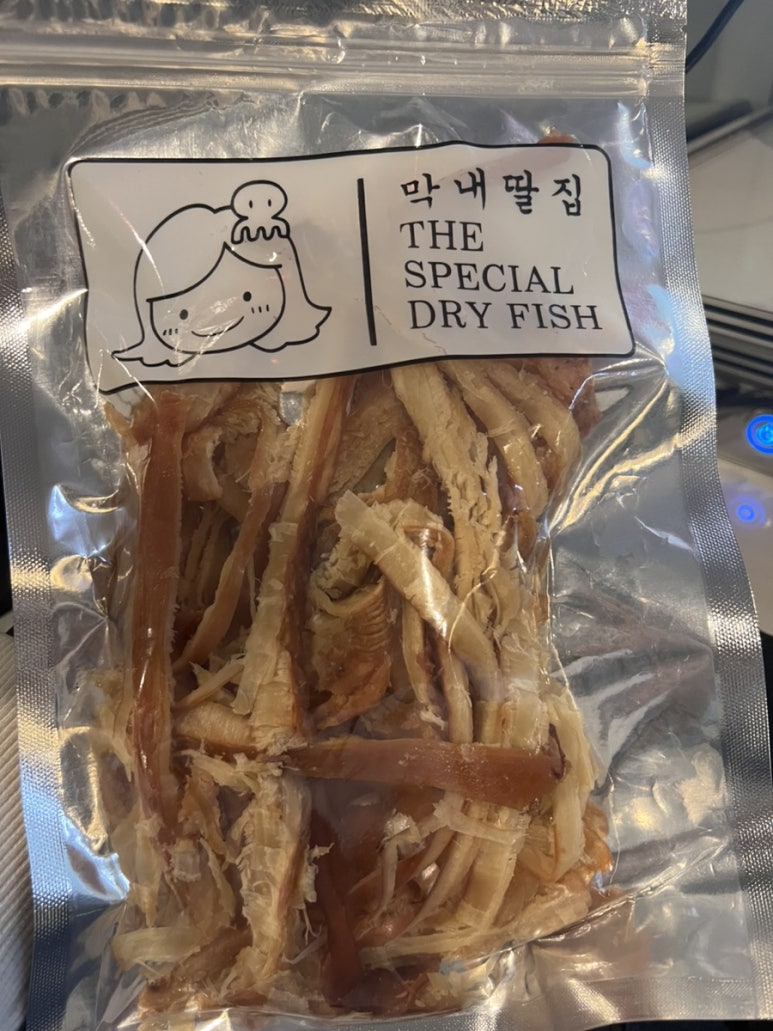 막내딸집
THE
SPECIAL
DRY FISH